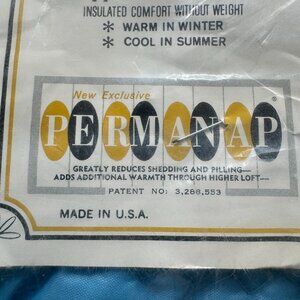 INSULATED COMFORT WITHOUT WEIGHT
* WARM IN WINTER
* COOL IN SUMMER
New Exclusive
PERMANAP®
GREATLY REDUCES SHEDDING AND PILLING—
ADDS ADDITIONAL WARMTH THROUGH HIGHER LOFT—
PATENT NO: 3,286,553
MADE IN U.S.A.